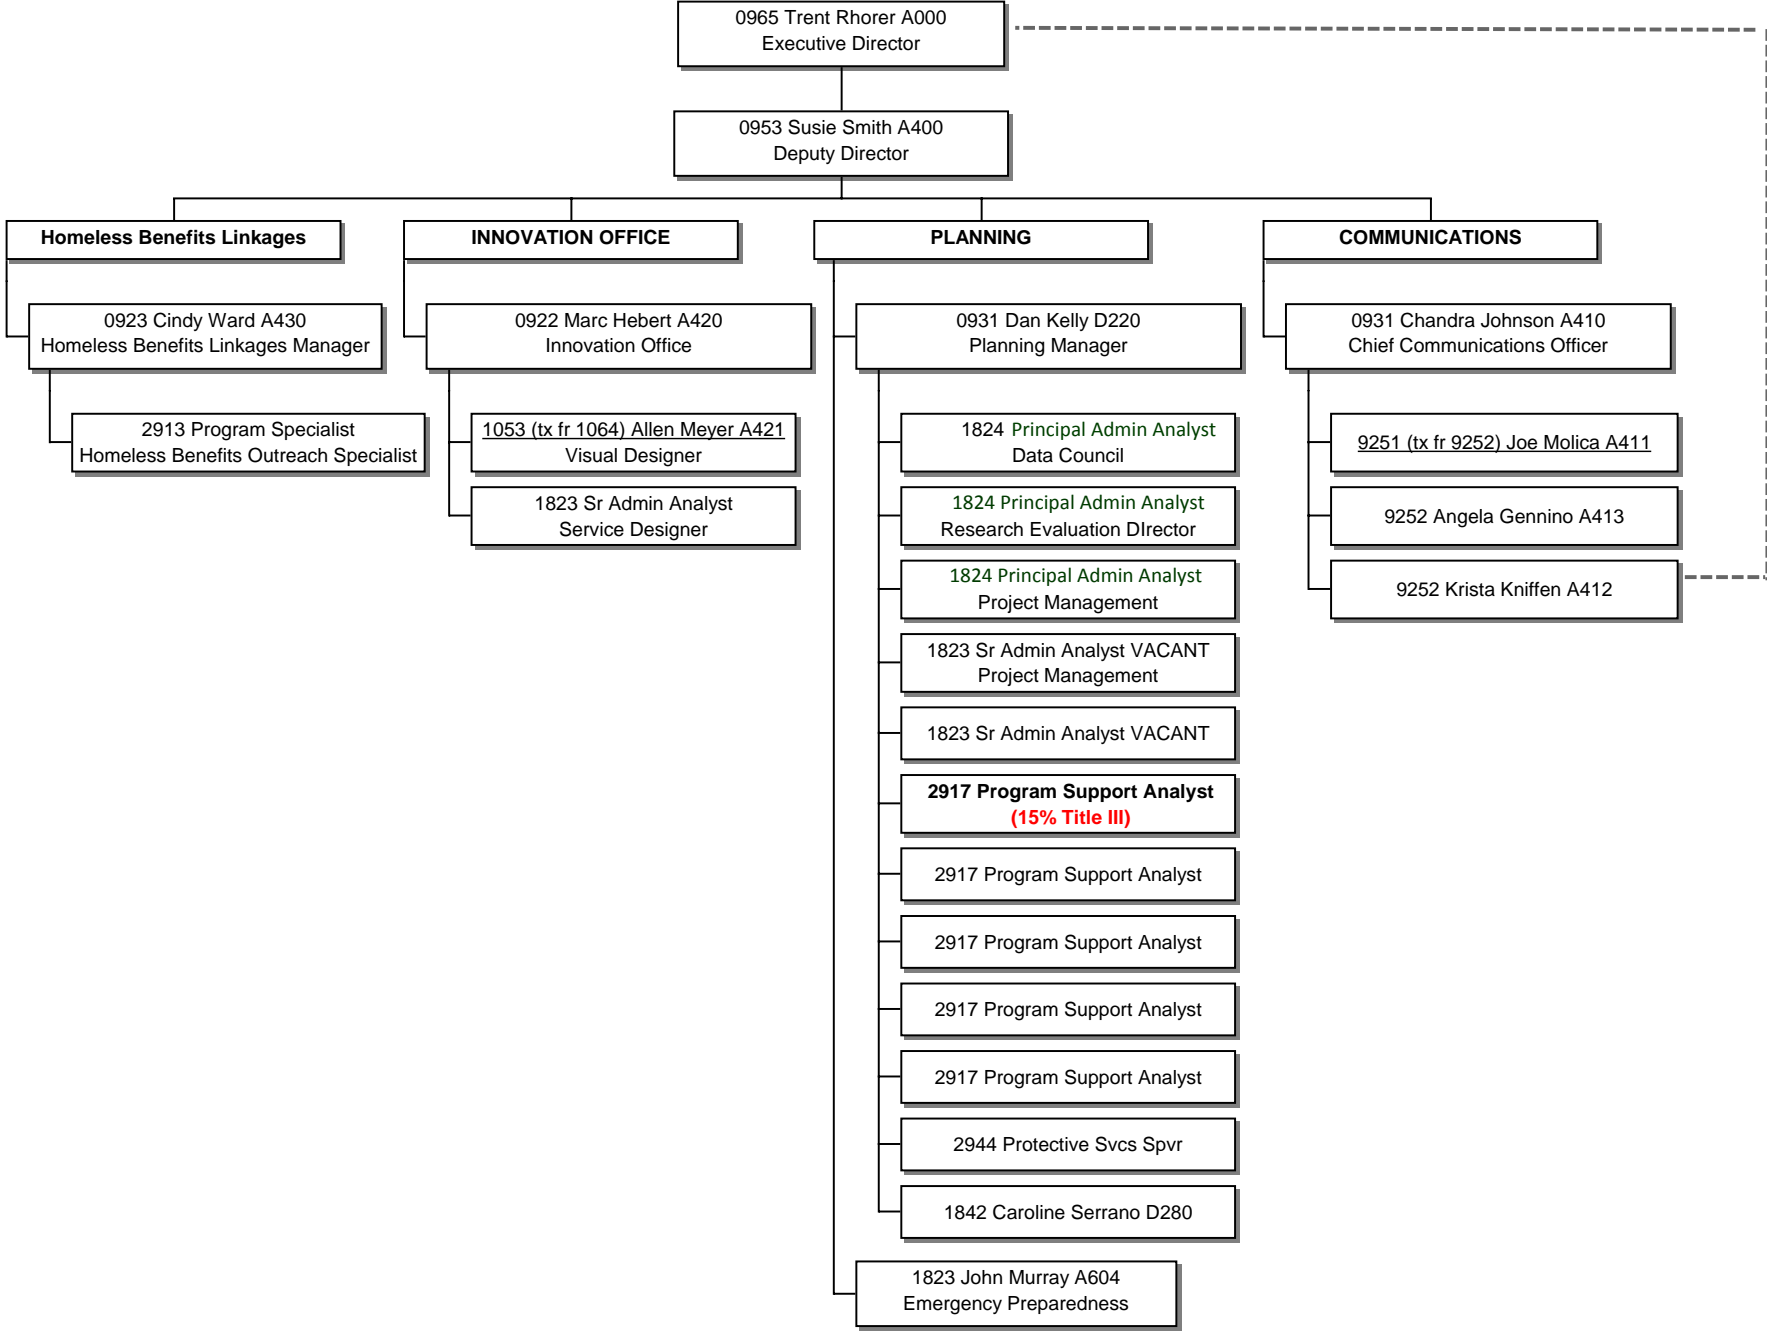 0965 Trent Rhorer A000
Executive Director
0953 Susie Smith A400
Deputy Director
Homeless Benefits Linkages
0923 Cindy Ward A430
Homeless Benefits Linkages Manager
2913 Program Specialist
Homeless Benefits Outreach Specialist
INNOVATION OFFICE
0922 Marc Hebert A420
Innovation Office
1053 (tx fr 1064) Allen Meyer A421
Visual Designer
1823 Sr Admin Analyst
Service Designer
PLANNING
0931 Dan Kelly D220
Planning Manager
1824 Principal Admin Analyst
Data Council
1824 Principal Admin Analyst
Research Evaluation DIrector
1824 Principal Admin Analyst
Project Management
1823 Sr Admin Analyst VACANT
Project Management
1823 Sr Admin Analyst VACANT
2917 Program Support Analyst
(15% Title III)
2917 Program Support Analyst
2917 Program Support Analyst
2917 Program Support Analyst
2917 Program Support Analyst
2944 Protective Svcs Spvr
1842 Caroline Serrano D280
1823 John Murray A604
Emergency Preparedness
COMMUNICATIONS
0931 Chandra Johnson A410
Chief Communications Officer
9251 (tx fr 9252) Joe Molica A411
9252 Angela Gennino A413
9252 Krista Kniffen A412